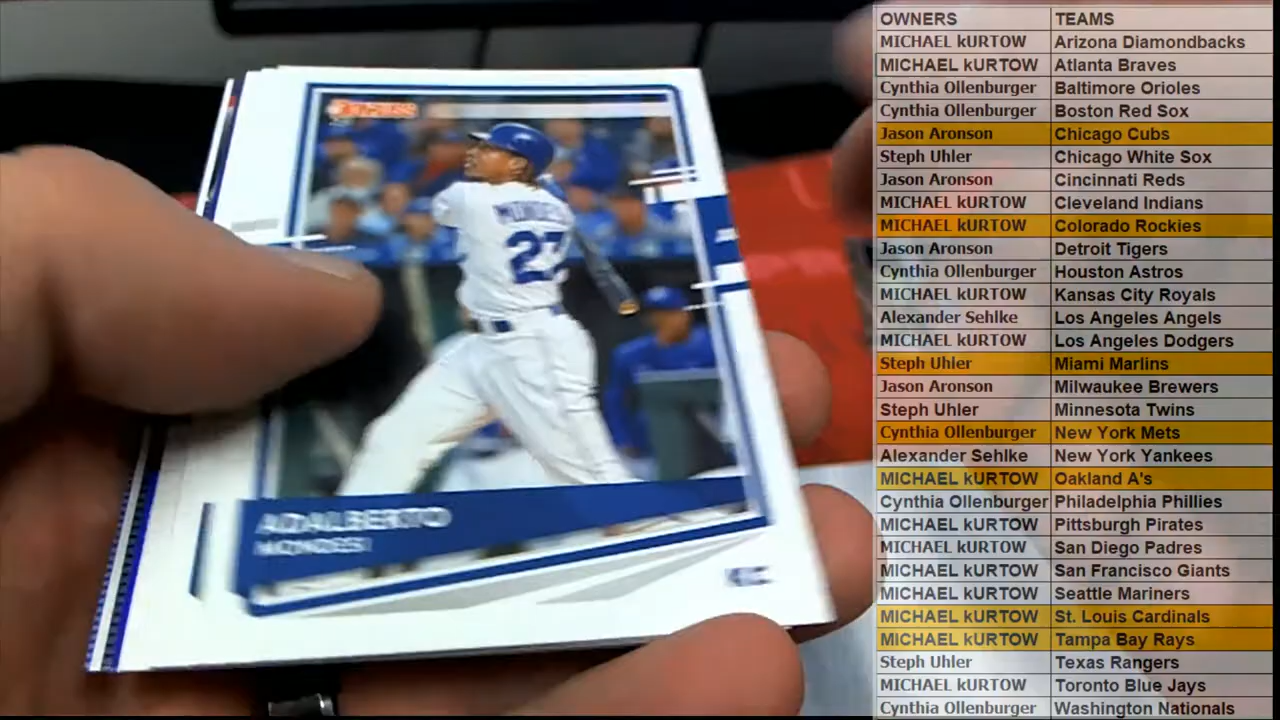 Donruss
MONDESI
27
ADALBERTO
MONDESI
KC
OWNERS TEAMS
MICHAEL kURTOW Arizona Diamondbacks
MICHAEL kURTOW Atlanta Braves
Cynthia Ollenburger Baltimore Orioles
Cynthia Ollenburger Boston Red Sox
Jason Aronson Chicago Cubs
Steph Uhler Chicago White Sox
Jason Aronson Cincinnati Reds
MICHAEL kURTOW Cleveland Indians
MICHAEL kURTOW Colorado Rockies
Jason Aronson Detroit Tigers
Cynthia Ollenburger Houston Astros
MICHAEL kURTOW Kansas City Royals
Alexander Sehlke Los Angeles Angels
MICHAEL kURTOW Los Angeles Dodgers
Steph Uhler Miami Marlins
Jason Aronson Milwaukee Brewers
Steph Uhler Minnesota Twins
Cynthia Ollenburger New York Mets
Alexander Sehlke New York Yankees
MICHAEL kURTOW Oakland A's
Cynthia Ollenburger Philadelphia Phillies
MICHAEL kURTOW Pittsburgh Pirates
MICHAEL kURTOW San Diego Padres
MICHAEL kURTOW San Francisco Giants
MICHAEL kURTOW Seattle Mariners
MICHAEL kURTOW St. Louis Cardinals
MICHAEL kURTOW Tampa Bay Rays
Steph Uhler Texas Rangers
MICHAEL kURTOW Toronto Blue Jays
Cynthia Ollenburger Washington Nationals